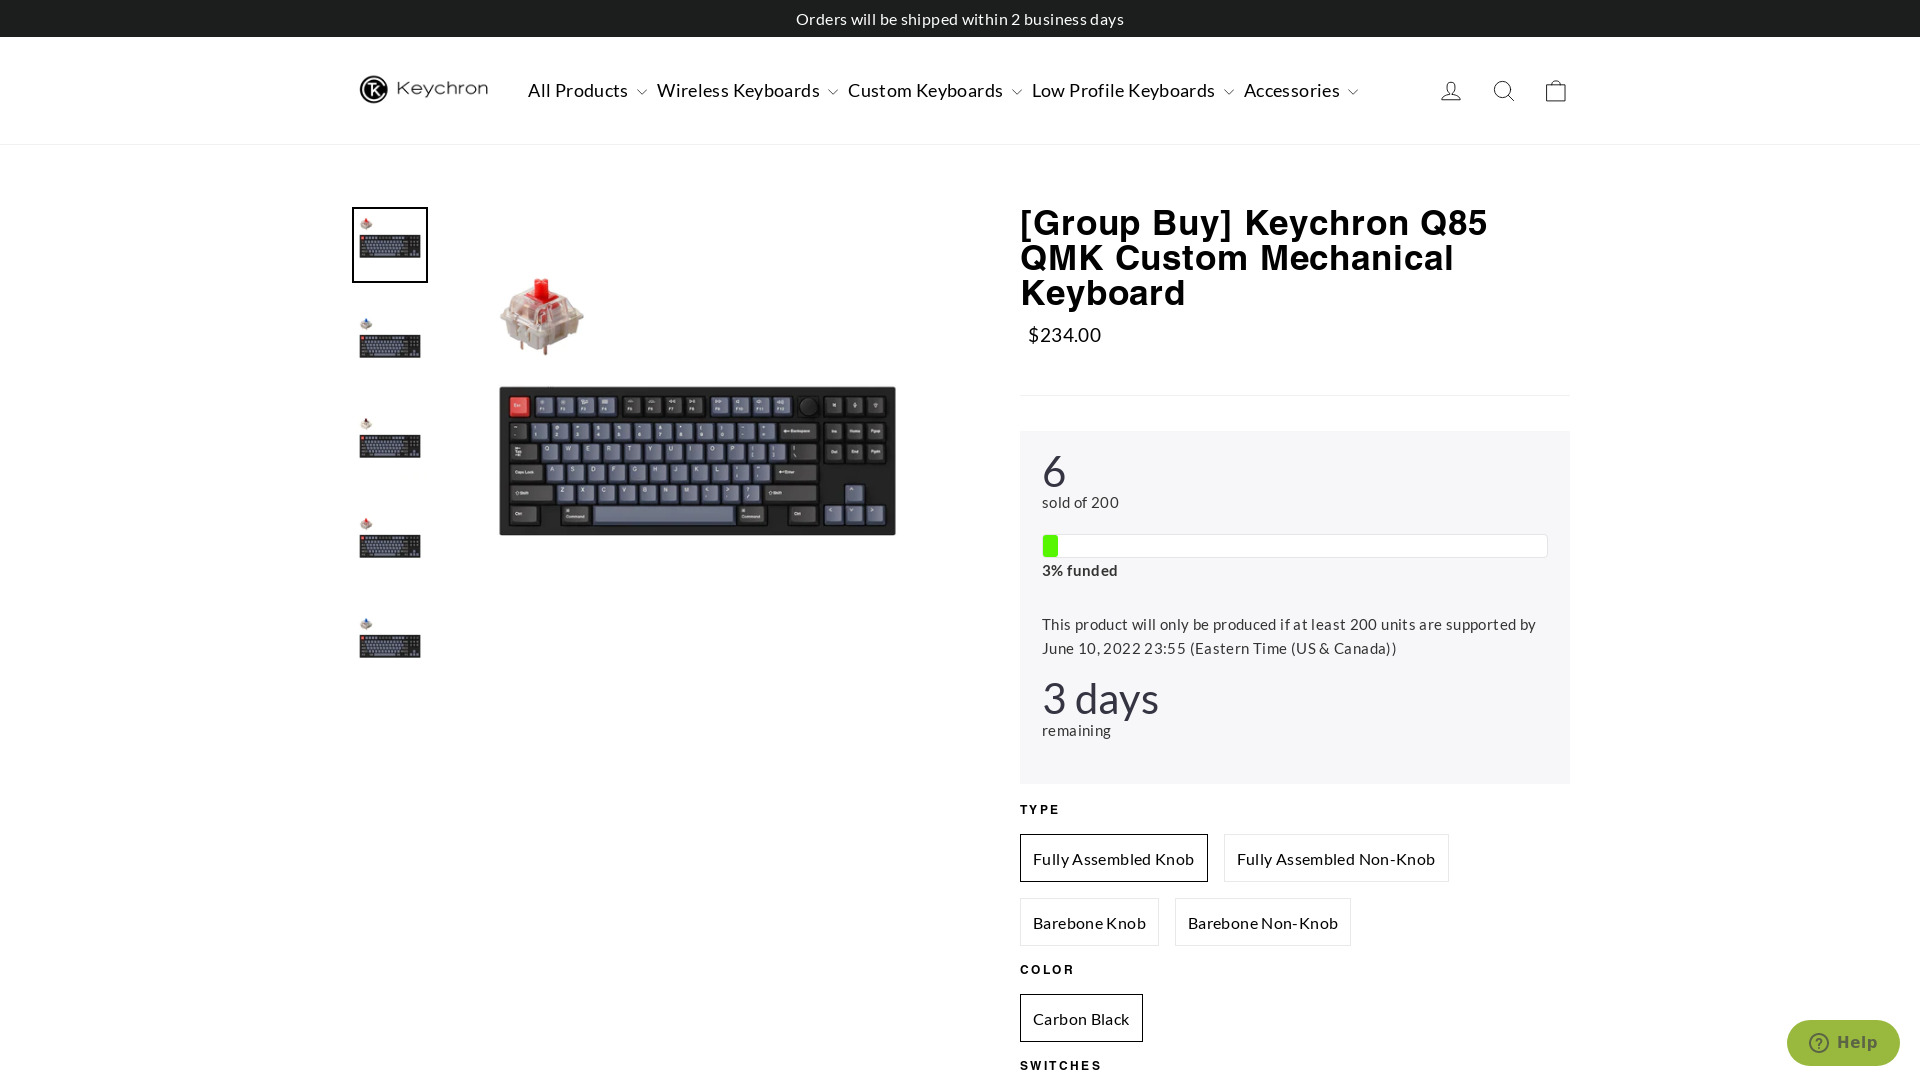 Orders will be shipped within 2 business days
Keychron
All Products
Wireless Keyboards
Custom Keyboards
Low Profile Keyboards
Accessories
[Group Buy] Keychron Q85
QMK Custom Mechanical
Keyboard
$234.00
6
sold of 200
3% funded
This product will only be produced if at least 200 units are supported by
June 10, 2022 23:55 (Eastern Time (US & Canada))
3 days
remaining
TYPE
Fully Assembled Knob
Fully Assembled Non-Knob
Barebone Knob
Barebone Non-Knob
COLOR
Carbon Black
SWITCHES
Help